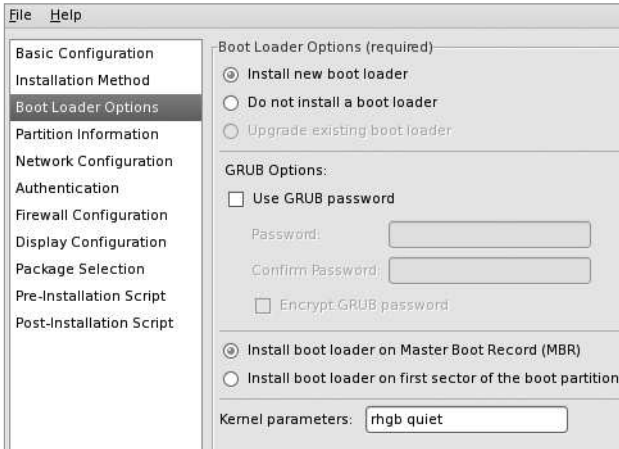 File Help
Basic Configuration
Installation Method
Boot Loader Options
Partition Information
Network Configuration
Authentication
Firewall Configuration
Display Configuration
Package Selection
Pre-Installation Script
Post-Installation Script
Boot Loader Options (required)
Install new boot loader
Do not install a boot loader
Upgrade existing boot loader
GRUB Options:
Use GRUB password
Password:
Confirm Password:
Encrypt GRUB password
Install boot loader on Master Boot Record (MBR)
Install boot loader on first sector of the boot partition
Kernel parameters: rhgb quiet